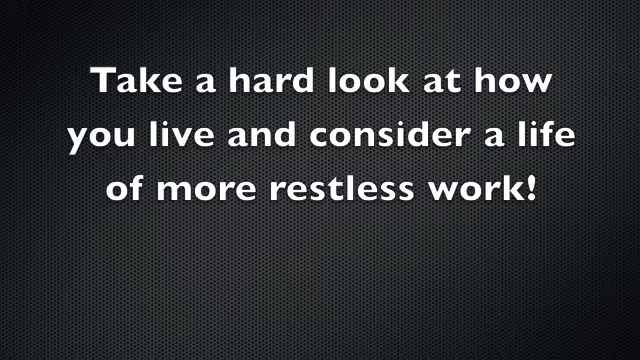 Take a hard look at how
you live and consider a life
of more restless work!